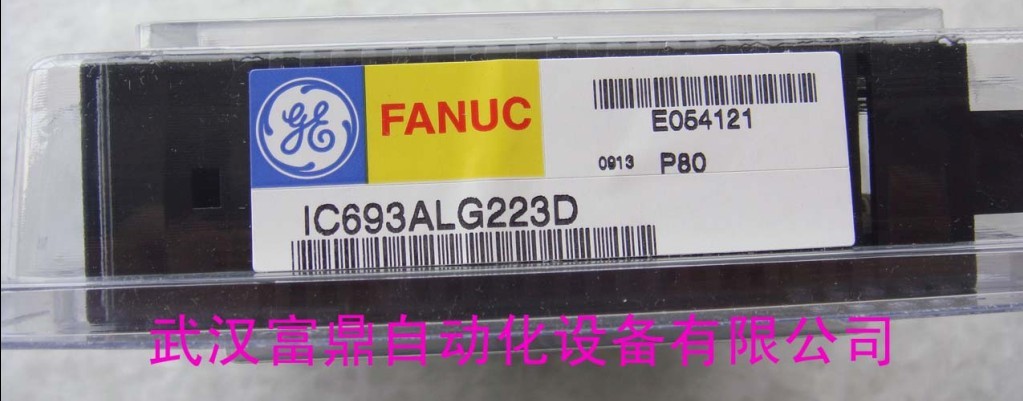 GE
FANUC
E054121
0913 P80
IC693ALG223D
武汉富鼎自动化设备有限公司